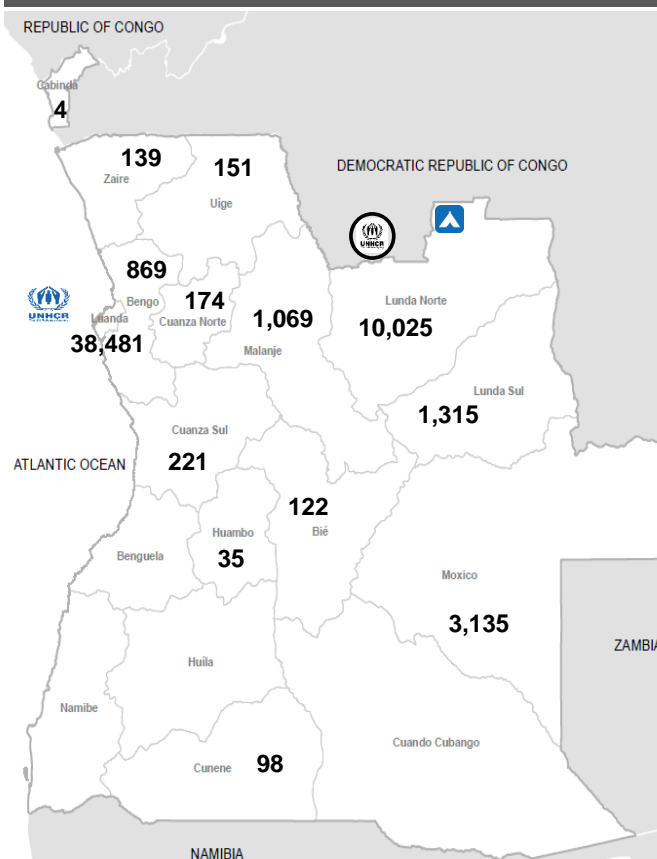 REPUBLIC OF CONGO
Cabinda
4
139
Zaire
151
Uíge
DEMOCRATIC REPUBLIC OF CONGO
UNHCR
869
Bengo
174
Cuanza Norte
1,069
Malanje
Lunda Norte
10,025
UNHCR
Luanda
38,481
Lunda Sul
1,315
Cuanza Sul
221
ATLANTIC OCEAN
122
Bié
Huambo
35
Benguela
Moxico
3,135
ZAMBIA
Huíla
Namibe
Cuando Cubango
Cunene 98
NAMIBIA